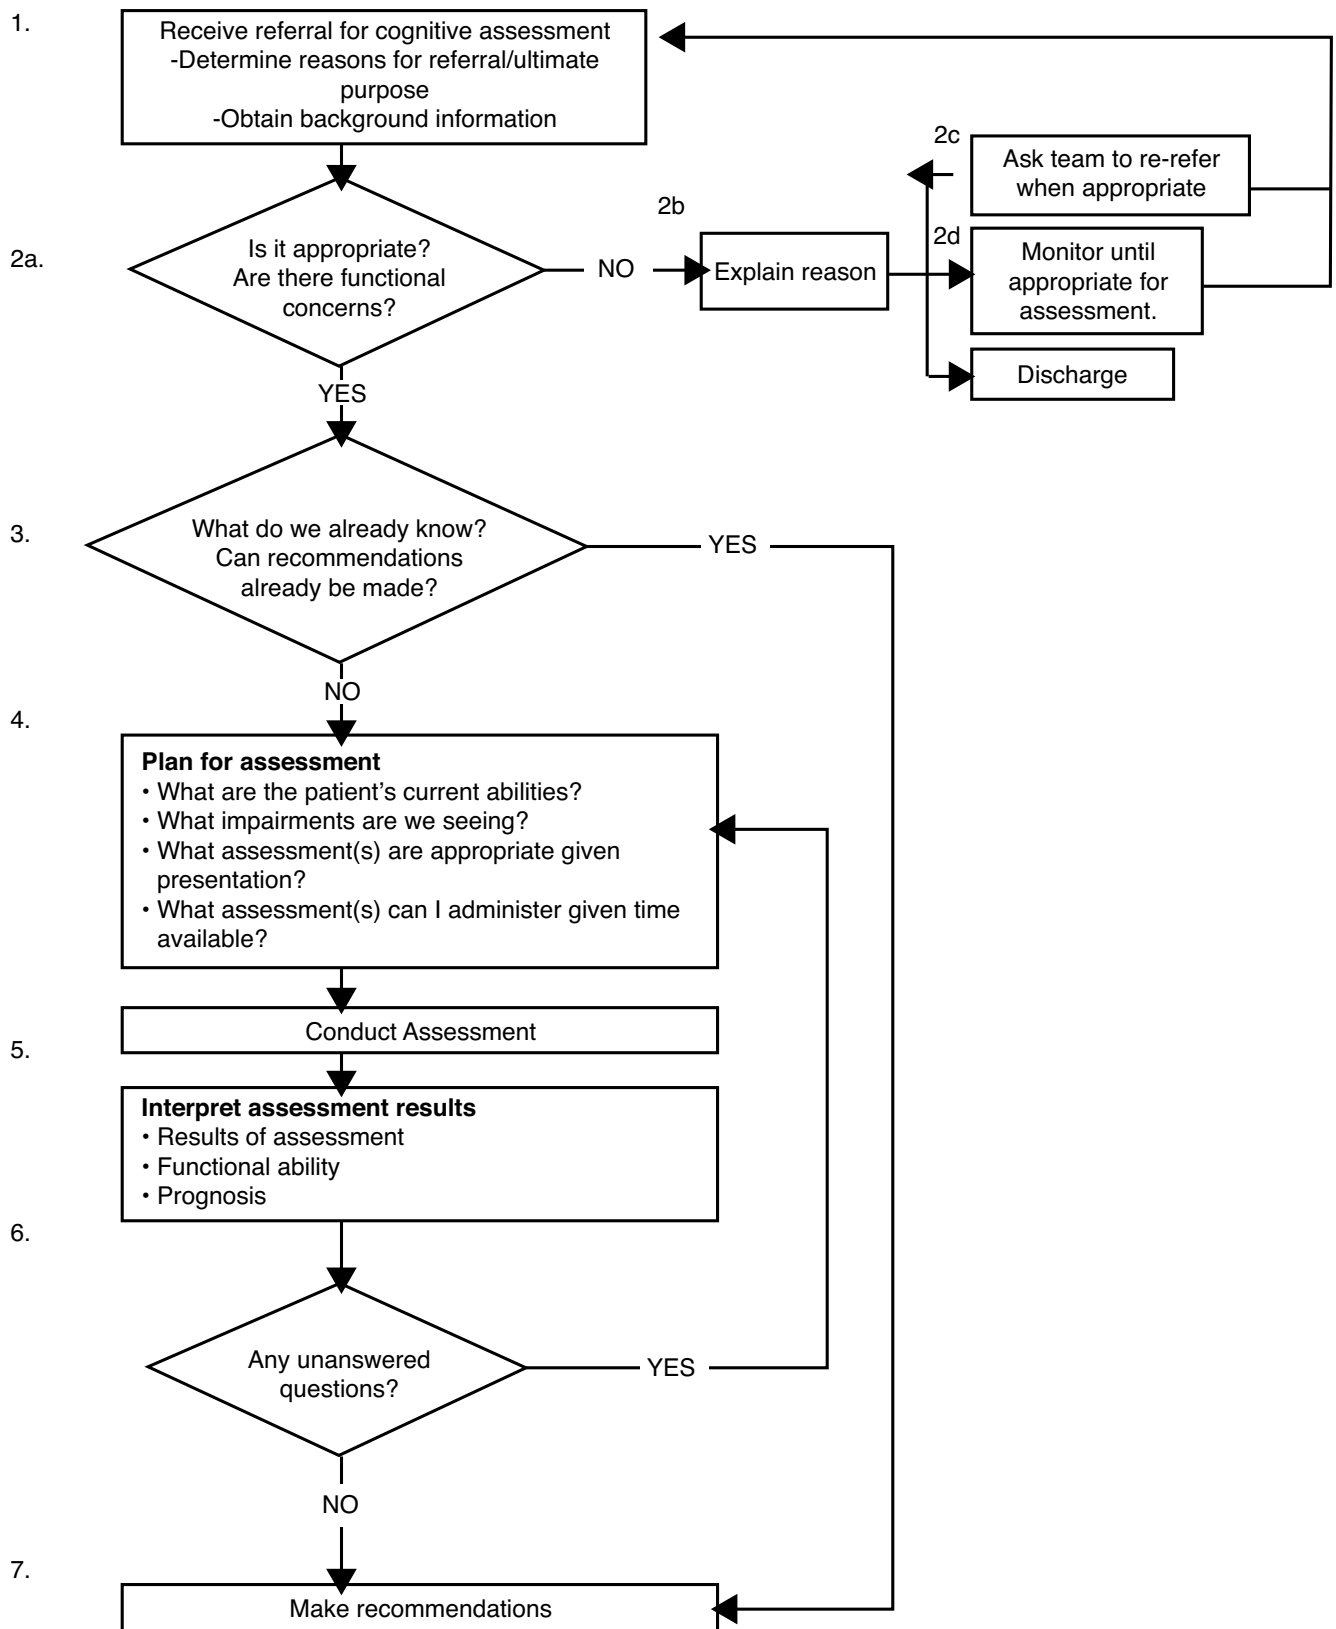 1.
Receive referral for cognitive assessment
-Determine reasons for referral/ultimate
purpose
-Obtain background information
2a.
Is it appropriate?
Are there functional
concerns?
NO
2b
Explain reason
2c
Ask team to re-refer
when appropriate
2d
Monitor until
appropriate for
assessment.
Discharge
YES
3.
What do we already know?
Can recommendations
already be made?
YES
NO
4.
Plan for assessment
• What are the patient's current abilities?
• What impairments are we seeing?
• What assessment(s) are appropriate given
presentation?
• What assessment(s) can I administer given time
available?
Conduct Assessment
5.
Interpret assessment results
• Results of assessment
• Functional ability
• Prognosis
6.
Any unanswered
questions?
YES
NO
7.
Make recommendations